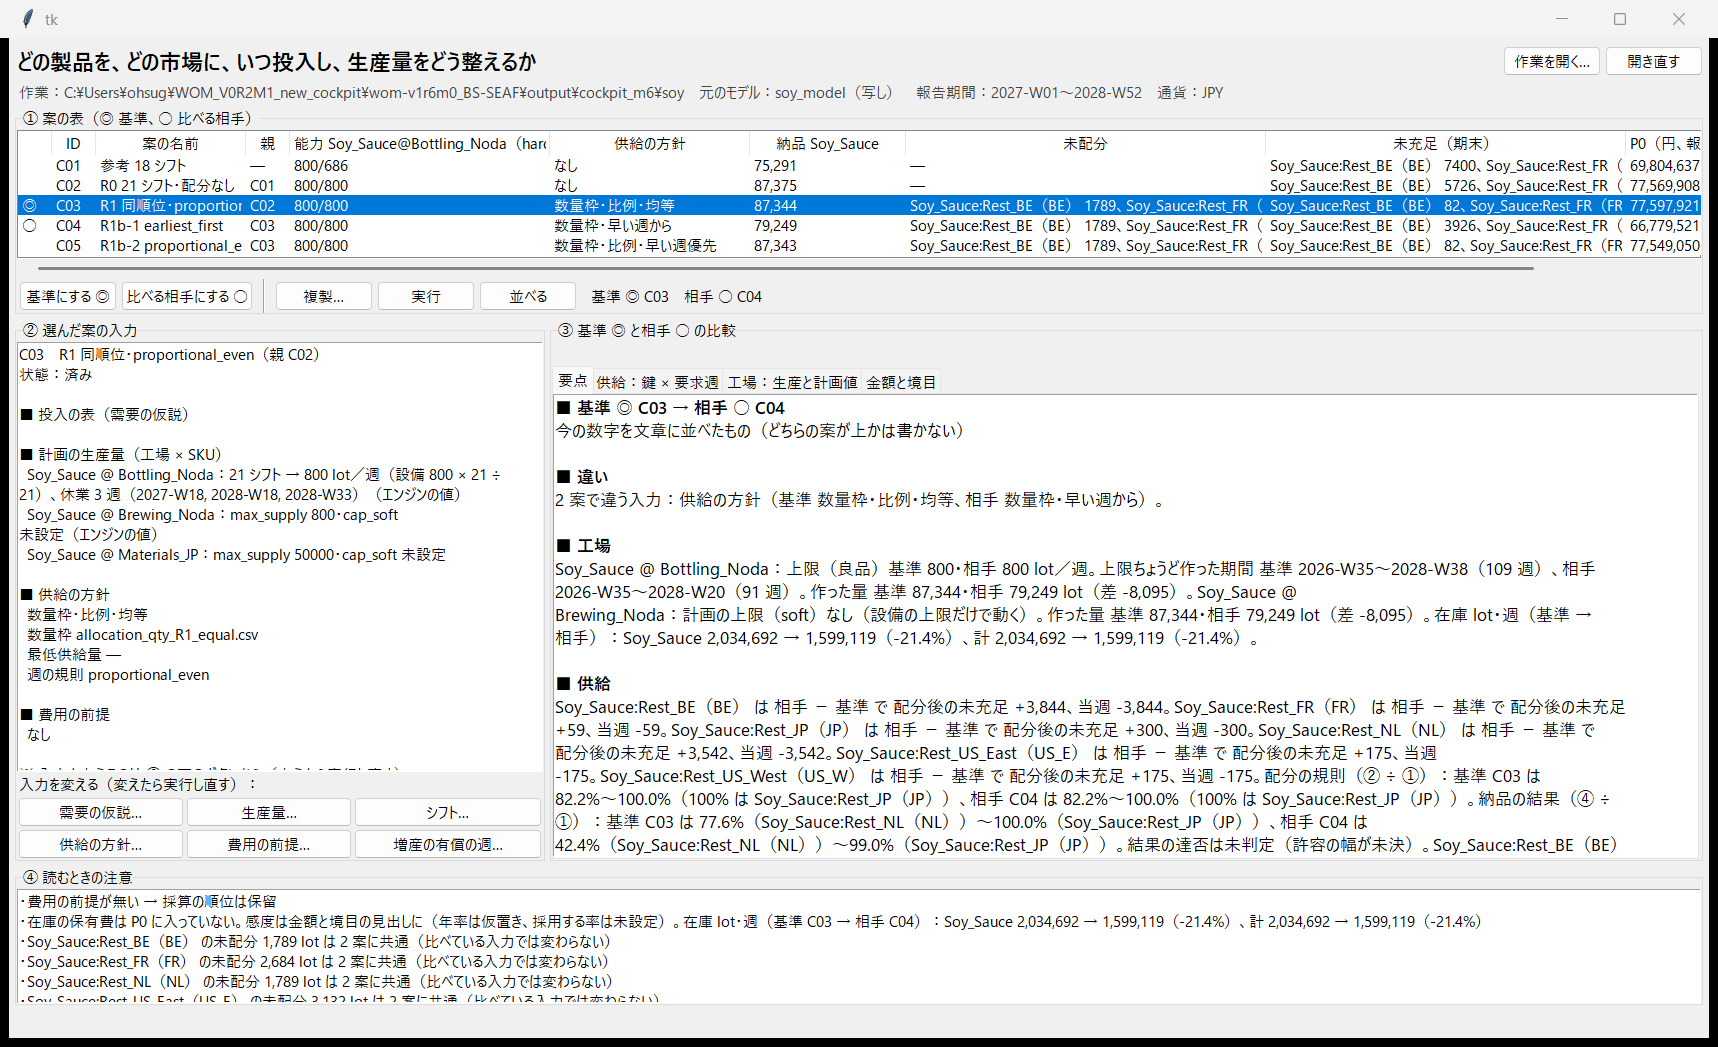 tk
どの製品を、どの市場に、いつ投入し、生産量をどう整えるか
作業を開く...
開き直す
作業：C:¥Users¥ohsug¥WOM_V0R2M1_new_cockpit¥wom-v1r6m0_BS-SEAF¥output¥cockpit_m6¥soy　元のモデル：soy_model（写し）　報告期間：2027-W01～2028-W52　通貨：JPY
① 案の表（◎ 基準、○ 比べる相手）
ID 案の名前 親 能力 Soy_Sauce@Bottling_Noda（harc 供給の方針 納品 Soy_Sauce 未配分 未充足（期末） P0（円、報
C01 参考 18 シフト — 800/686 なし 75,291 — Soy_Sauce:Rest_BE（BE） 7400、Soy_Sauce:Rest_FR（ 69,804,637
C02 R0 21 シフト・配分なし C01 800/800 なし 87,375 — Soy_Sauce:Rest_BE（BE） 5726、Soy_Sauce:Rest_FR（ 77,569,908
◎ C03 R1 同順位・proportior C02 800/800 数量枠・比例・均等 87,344 Soy_Sauce:Rest_BE（BE） 1789、Soy_Sauce:Rest_FR（ Soy_Sauce:Rest_BE（BE） 82、Soy_Sauce:Rest_FR（FR 77,597,921
○ C04 R1b-1 earliest_first C03 800/800 数量枠・早い週から 79,249 Soy_Sauce:Rest_BE（BE） 1789、Soy_Sauce:Rest_FR（ Soy_Sauce:Rest_BE（BE） 3926、Soy_Sauce:Rest_FR（ 66,779,521
C05 R1b-2 proportional_e C03 800/800 数量枠・比例・早い週優先 87,343 Soy_Sauce:Rest_BE（BE） 1789、Soy_Sauce:Rest_FR（ Soy_Sauce:Rest_BE（BE） 82、Soy_Sauce:Rest_FR（FR 77,549,050
基準にする ◎ 比べる相手にする ○ 複製... 実行 並べる 基準 ◎ C03　相手 ○ C04
② 選んだ案の入力
C03　R1 同順位・proportional_even（親 C02）
状態：済み
■ 投入の表（需要の仮説）
■ 計画の生産量（工場 × SKU）
Soy_Sauce @ Bottling_Noda：21 シフト → 800 lot／週（設備 800 × 21 ÷
21）、休業 3 週（2027-W18, 2028-W18, 2028-W33）（エンジンの値）
Soy_Sauce @ Brewing_Noda：max_supply 800・cap_soft
未設定（エンジンの値）
Soy_Sauce @ Materials_JP：max_supply 50000・cap_soft 未設定
■ 供給の方針
数量枠・比例・均等
数量枠 allocation_qty_R1_equal.csv
最低供給量 —
週の規則 proportional_even
■ 費用の前提
なし
入力を変える（変えたら実行し直す）：
需要の仮説... 生産量... シフト...
供給の方針... 費用の前提... 増産の有償の週...
③ 基準 ◎ と相手 ○ の比較
要点 供給：鍵 × 要求週 工場：生産と計画値 金額と境目
■ 基準 ◎ C03 → 相手 ○ C04
今の数字を文章に並べたもの（どちらの案が上かは書かない）
■ 違い
2 案で違う入力：供給の方針（基準 数量枠・比例・均等、相手 数量枠・早い週から）。
■ 工場
Soy_Sauce @ Bottling_Noda：上限（良品）基準 800・相手 800 lot／週。上限ちょうど作った期間 基準 2026-W35～2028-W38（109 週）、相手
2026-W35～2028-W20（91 週）。作った量 基準 87,344・相手 79,249 lot（差 -8,095）。Soy_Sauce @
Brewing_Noda：計画の上限（soft）なし（設備の上限だけで動く）。作った量 基準 87,344・相手 79,249 lot（差 -8,095）。在庫 lot・週（基準 →
相手）：Soy_Sauce 2,034,692 → 1,599,119（-21.4%）、計 2,034,692 → 1,599,119（-21.4%）。
■ 供給
Soy_Sauce:Rest_BE（BE） は 相手 − 基準 で 配分後の未充足 +3,844、当週 -3,844。Soy_Sauce:Rest_FR（FR） は 相手 − 基準 で 配分後の未充足
+59、当週 -59。Soy_Sauce:Rest_JP（JP） は 相手 − 基準 で 配分後の未充足 +300、当週 -300。Soy_Sauce:Rest_NL（NL） は 相手 − 基準 で
配分後の未充足 +3,542、当週 -3,542。Soy_Sauce:Rest_US_East（US_E） は 相手 − 基準 で 配分後の未充足 +175、当週
-175。Soy_Sauce:Rest_US_West（US_W） は 相手 − 基準 で 配分後の未充足 +175、当週 -175。配分の規則（② ÷ ①）：基準 C03 は
82.2%～100.0%（100% は Soy_Sauce:Rest_JP（JP））、相手 C04 は 82.2%～100.0%（100% は Soy_Sauce:Rest_JP（JP））。納品の結果（④ ÷
①）：基準 C03 は 77.6%（Soy_Sauce:Rest_NL（NL））～100.0%（Soy_Sauce:Rest_JP（JP））、相手 C04 は
42.4%（Soy_Sauce:Rest_NL（NL））～99.0%（Soy_Sauce:Rest_JP（JP））。結果の達否は未判定（許容の幅が未決）。Soy_Sauce:Rest_BE（BE）
④ 読むときの注意
・費用の前提が無い → 採算の順位は保留
・在庫の保有費は P0 に入っていない。感度は金額と境目の見出しに（年率は仮置き、採用する率は未設定）。在庫 lot・週（基準 C03 → 相手 C04）：Soy_Sauce 2,034,692 → 1,599,119（-21.4%）、計 2,034,692 → 1,599,119（-21.4%）
・Soy_Sauce:Rest_BE（BE） の未配分 1,789 lot は 2 案に共通（比べている入力では変わらない）
・Soy_Sauce:Rest_FR（FR） の未配分 2,684 lot は 2 案に共通（比べている入力では変わらない）
・Soy_Sauce:Rest_NL（NL） の未配分 1,789 lot は 2 案に共通（比べている入力では変わらない）
・Soy_Sauce:Rest_US_East（US_E） の未配分 3,132 lot は 2 案に共通（比べている入力では変わらない）